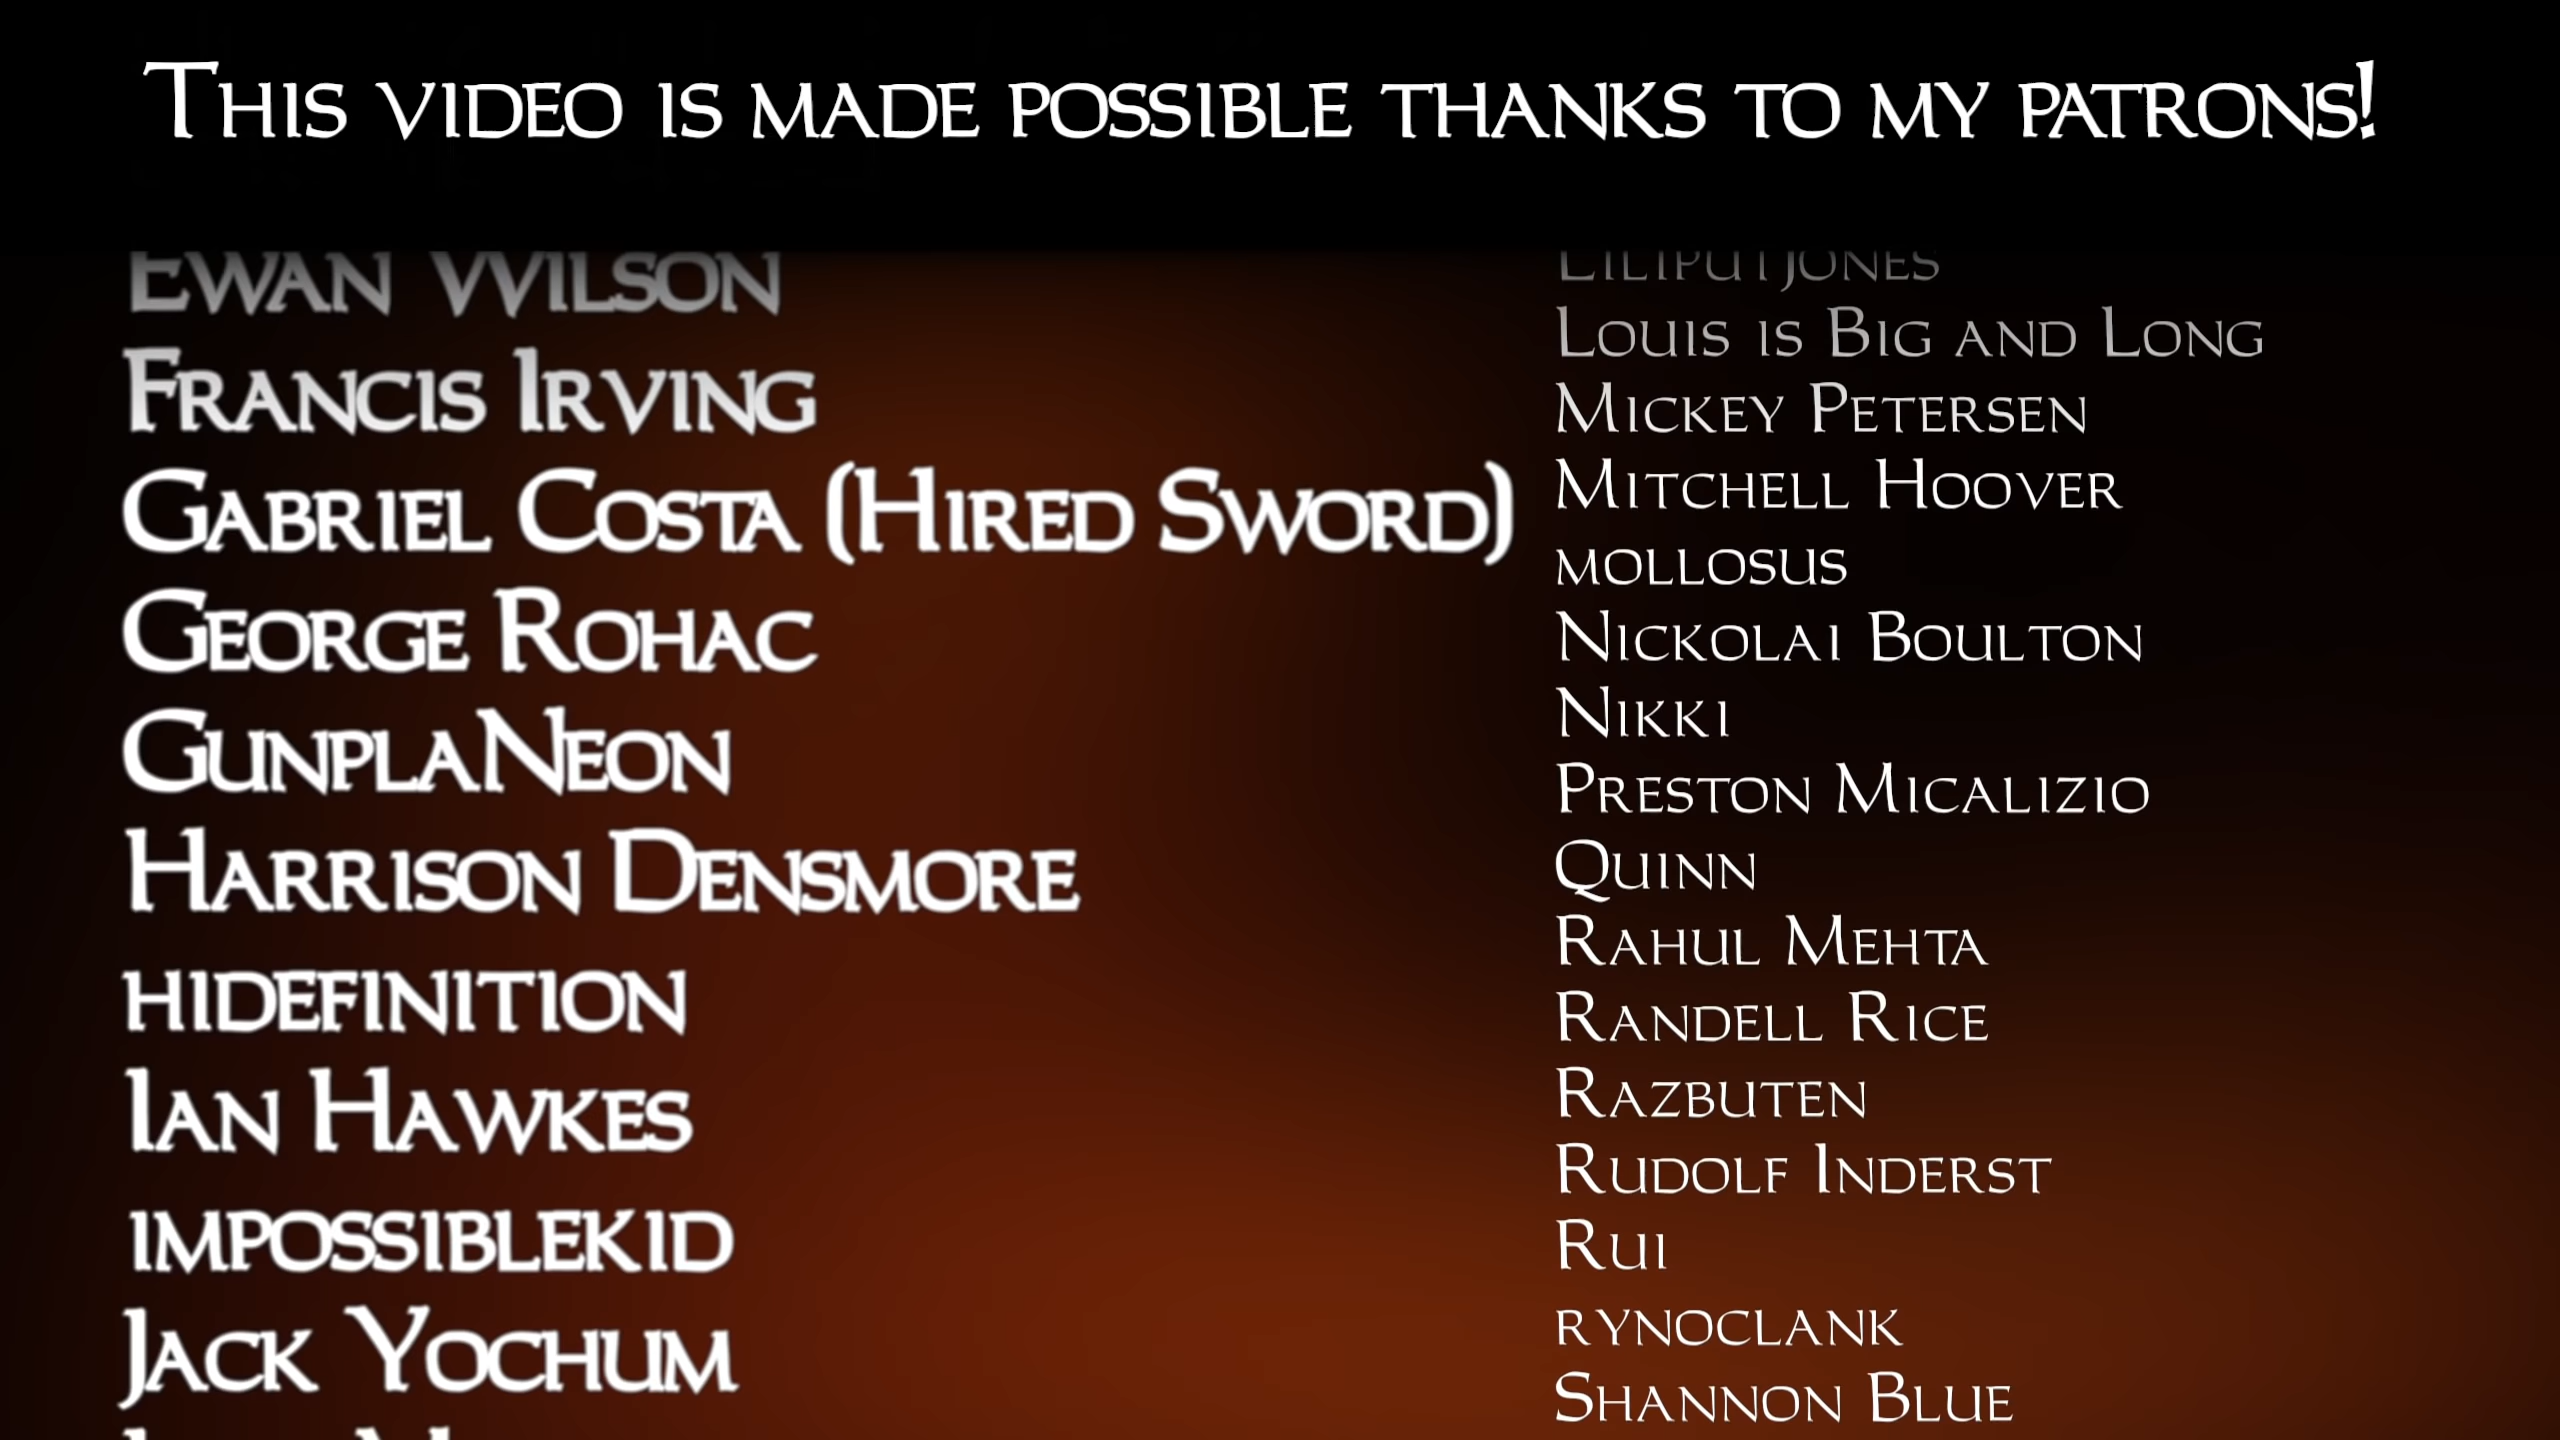 This video is made possible thanks to my patrons!
Ewan Wilson
Francis Irving
Gabriel Costa (Hired Sword)
George Rohac
GunplaNeon
Harrison Densmore
hidefinition
Ian Hawkes
impossiblekid
Jack Yochum
LiliputJones
Louis is Big and Long
Mickey Petersen
Mitchell Hoover
mollosus
Nickolai Boulton
Nikki
Preston Micalizio
Quinn
Rahul Mehta
Randell Rice
Razbuten
Rudolf Inderst
Rui
rynoclank
Shannon Blue